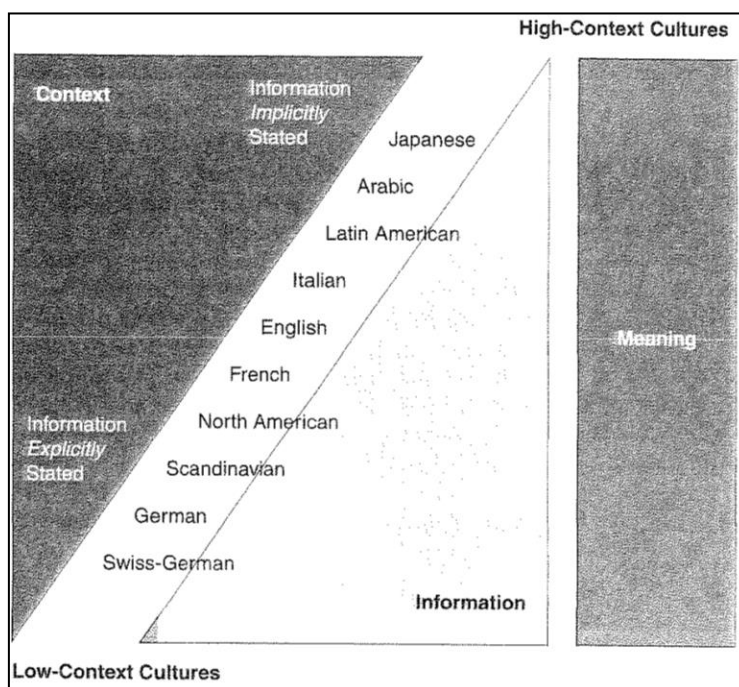 High-Context Cultures
Context
Information
Implicitly
Stated
Japanese
Arabic
Latin American
Italian
English
Meaning
French
North American
Information
Explicitly
Stated
Scandinavian
German
Swiss-German
Information
Low-Context Cultures